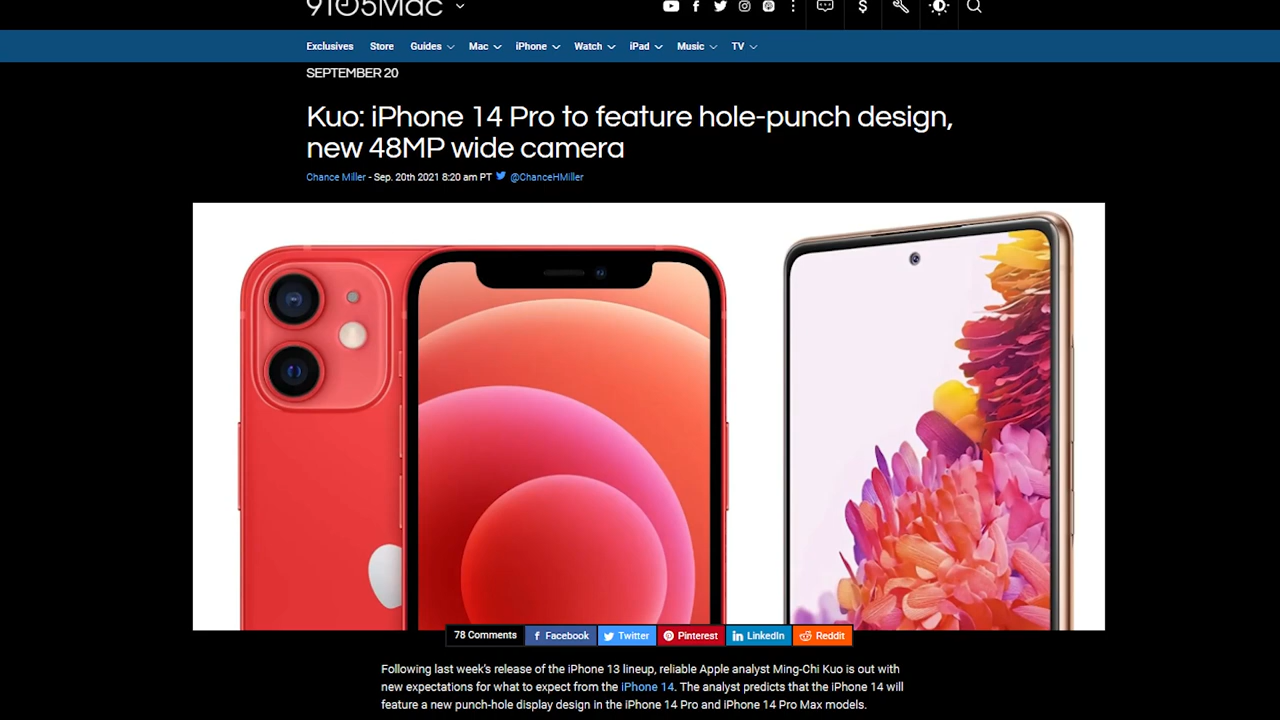 9TO5Mac
$
Exclusives Store Guides Mac iPhone Watch iPad Music TV
SEPTEMBER 20
Kuo: iPhone 14 Pro to feature hole-punch design,
new 48MP wide camera
Chance Miller - Sep. 20th 2021 8:20 am PT @ChanceHMiller
78 Comments Facebook Twitter Pinterest LinkedIn Reddit
Following last week's release of the iPhone 13 lineup, reliable Apple analyst Ming-Chi Kuo is out with
new expectations for what to expect from the iPhone 14. The analyst predicts that the iPhone 14 will
feature a new punch-hole display design in the iPhone 14 Pro and iPhone 14 Pro Max models.